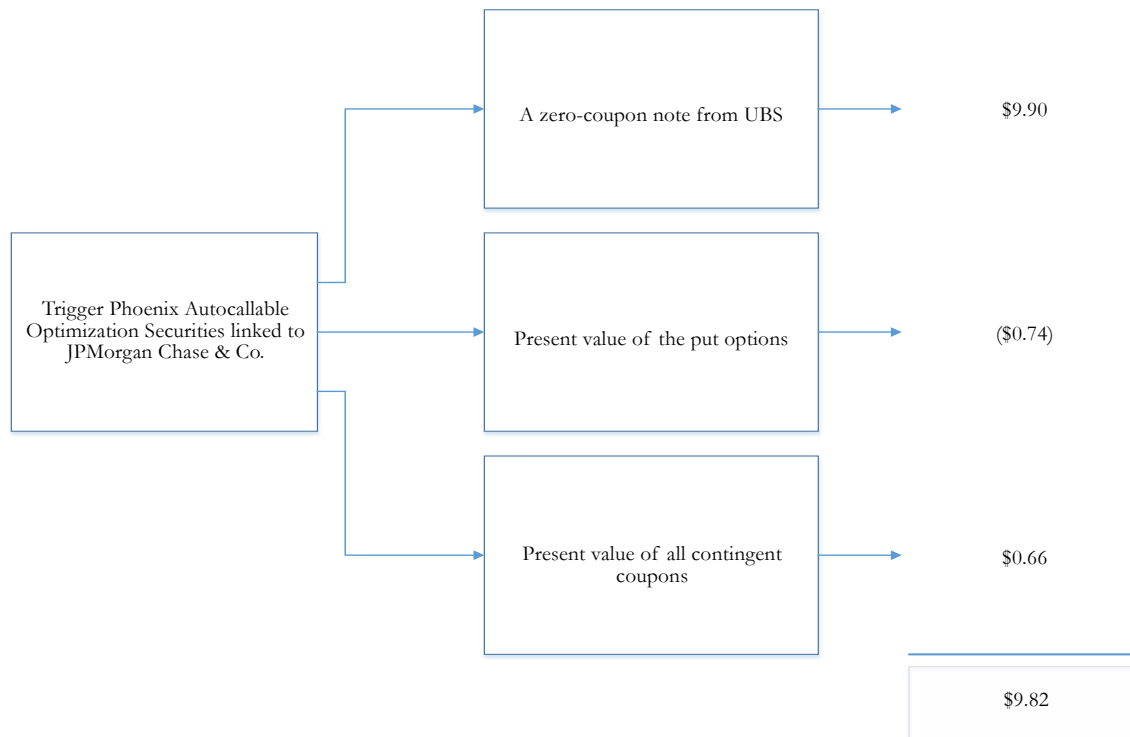 A zero-coupon note from UBS
$9.90
Trigger Phoenix Autocallable
Optimization Securities linked to
JPMorgan Chase & Co.
Present value of the put options
($0.74)
Present value of all contingent
coupons
$0.66
$9.82